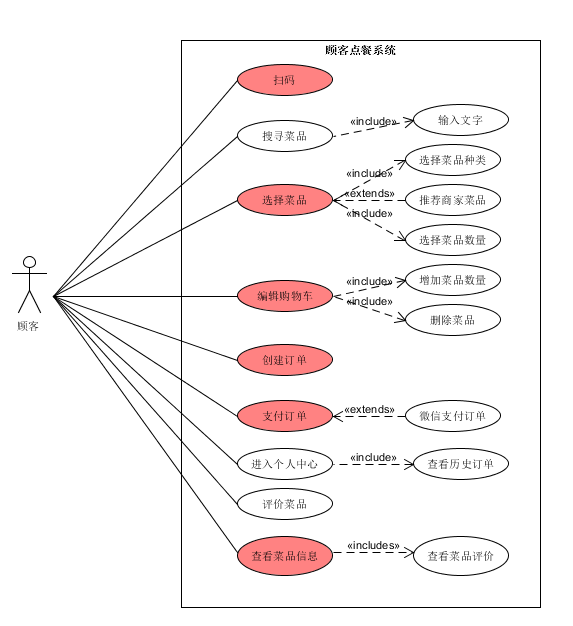 顾客点餐系统
扫码
搜寻菜品
«include»
输入文字
选择菜品
«include»
选择菜品种类
«extends»
推荐商家菜品
«include»
选择菜品数量
顾客
编辑购物车
«include»
增加菜品数量
«include»
删除菜品
创建订单
支付订单
«extends»
微信支付订单
进入个人中心
«include»
查看历史订单
评价菜品
查看菜品信息
«includes»
查看菜品评价